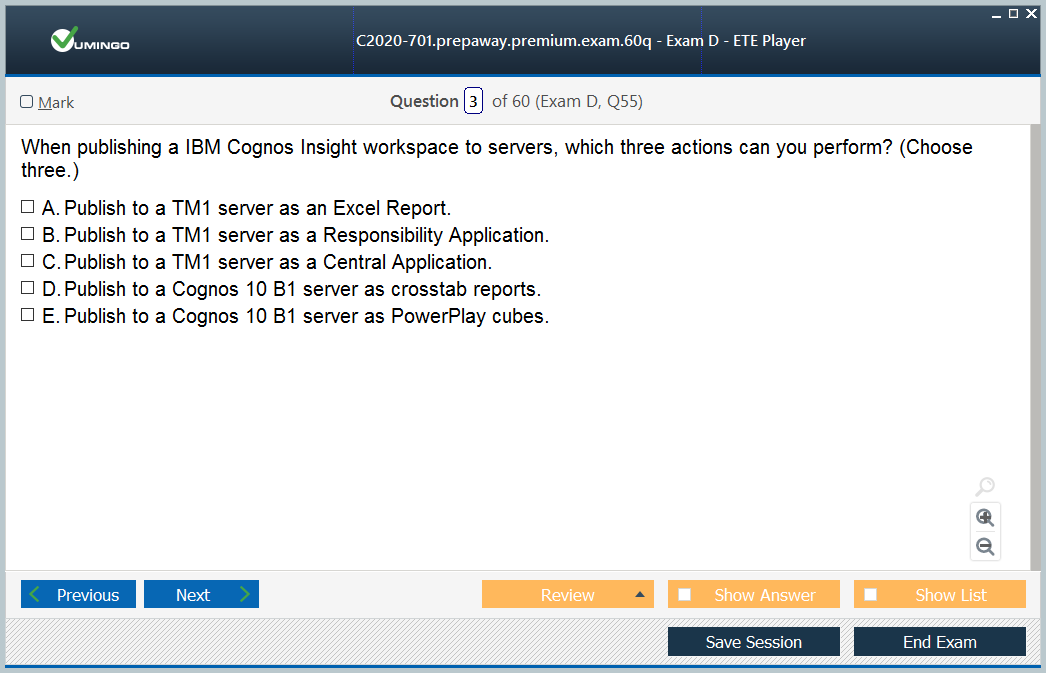 VUMINGO
C2020-701.prepaway.premium.exam.60q - Exam D - ETE Player
Mark
Question 3 of 60 (Exam D, Q55)
When publishing a IBM Cognos Insight workspace to servers, which three actions can you perform? (Choose
three.)
A. Publish to a TM1 server as an Excel Report.
B. Publish to a TM1 server as a Responsibility Application.
C. Publish to a TM1 server as a Central Application.
D. Publish to a Cognos 10 B1 server as crosstab reports.
E. Publish to a Cognos 10 B1 server as PowerPlay cubes.
Previous
Next
Review
Show Answer
Show List
Save Session
End Exam